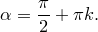 α = π/2 + πk.